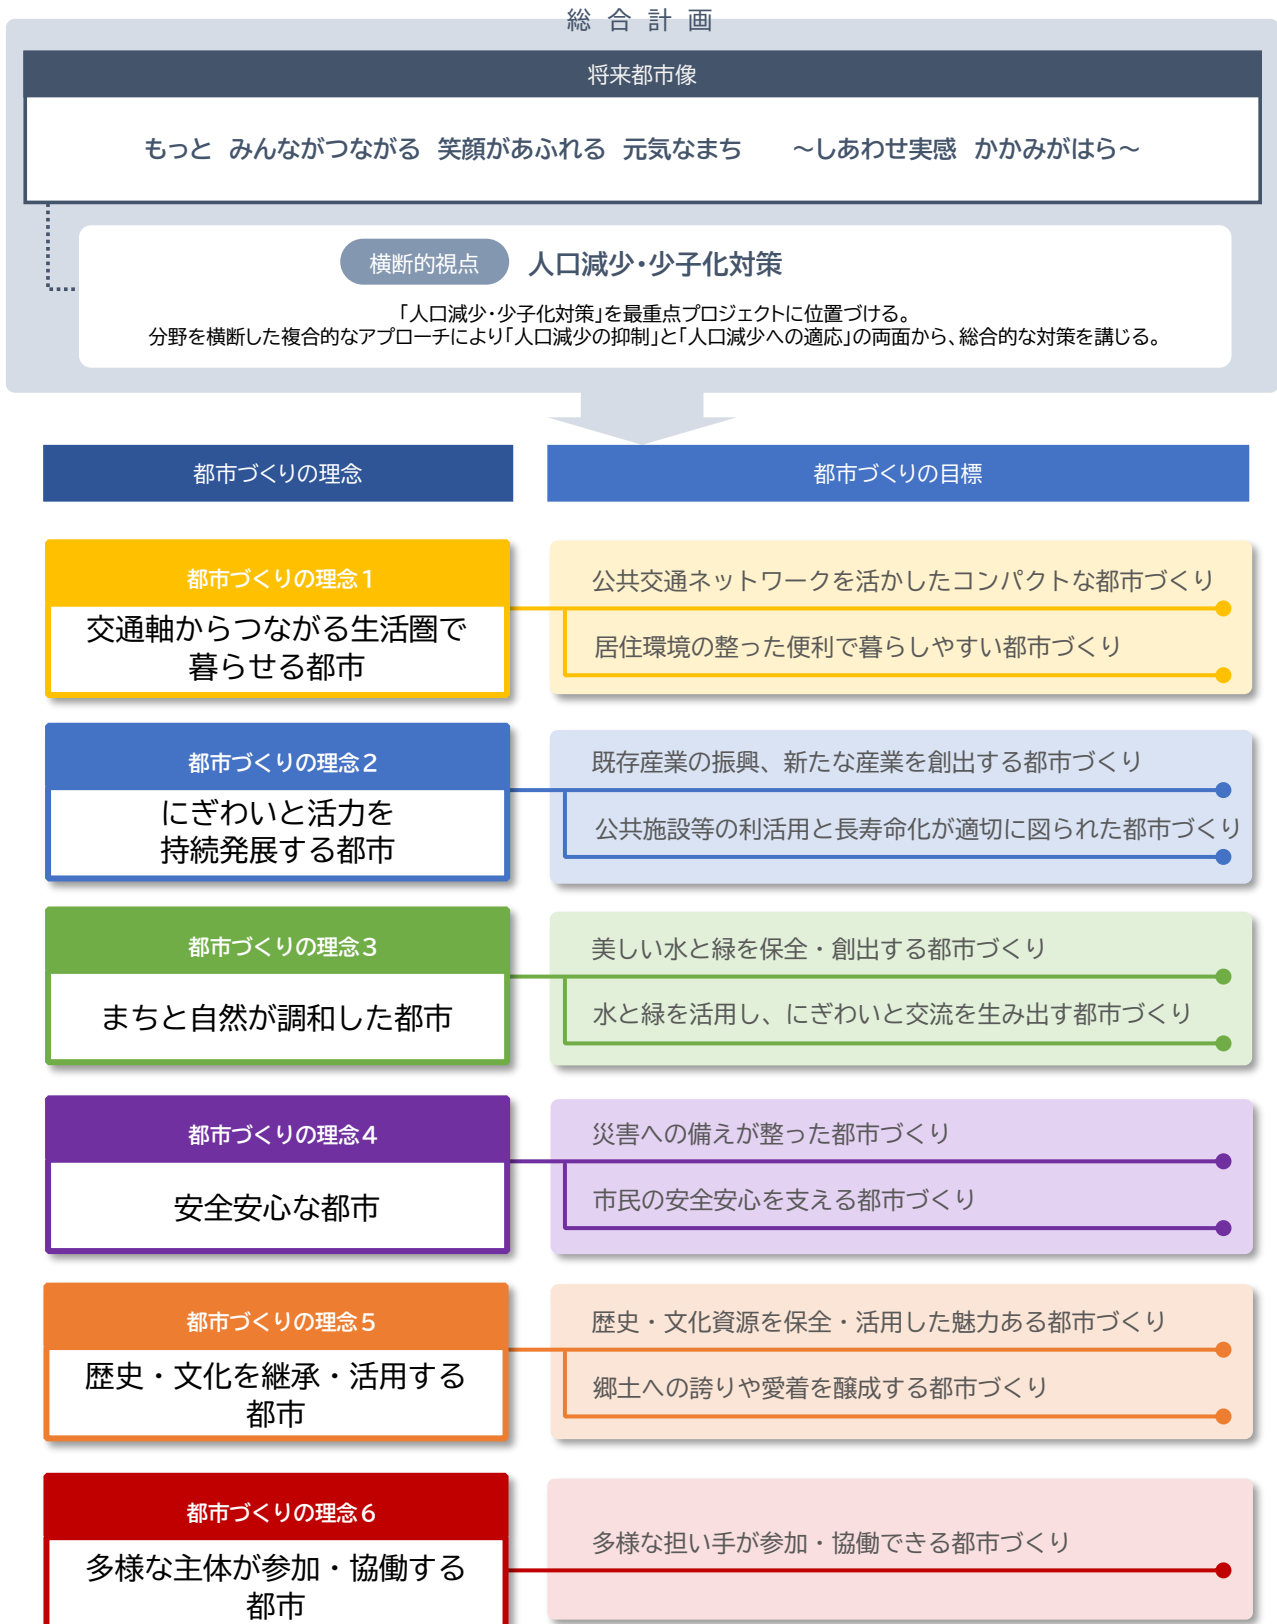 総合計画
将来都市像
もっと みんながつながる 笑顔があふれる 元気なまち ～しあわせ実感 かかみがはら～
横断的視点 人口減少・少子化対策
「人口減少・少子化対策」を最重点プロジェクトに位置づける。
分野を横断した複合的なアプローチにより「人口減少の抑制」と「人口減少への適応」の両面から、総合的な対策を講じる。
都市づくりの理念
都市づくりの目標
都市づくりの理念１
交通軸からつながる生活圏で
暮らせる都市
公共交通ネットワークを活かしたコンパクトな都市づくり
居住環境の整った便利で暮らしやすい都市づくり
都市づくりの理念２
にぎわいと活力を
持続発展する都市
既存産業の振興、新たな産業を創出する都市づくり
公共施設等の利活用と長寿命化が適切に図られた都市づくり
都市づくりの理念３
まちと自然が調和した都市
美しい水と緑を保全・創出する都市づくり
水と緑を活用し、にぎわいと交流を生み出す都市づくり
都市づくりの理念４
安全安心な都市
災害への備えが整った都市づくり
市民の安全安心を支える都市づくり
都市づくりの理念５
歴史・文化を継承・活用する
都市
歴史・文化資源を保全・活用した魅力ある都市づくり
郷土への誇りや愛着を醸成する都市づくり
都市づくりの理念６
多様な主体が参加・協働する
都市
多様な担い手が参加・協働できる都市づくり